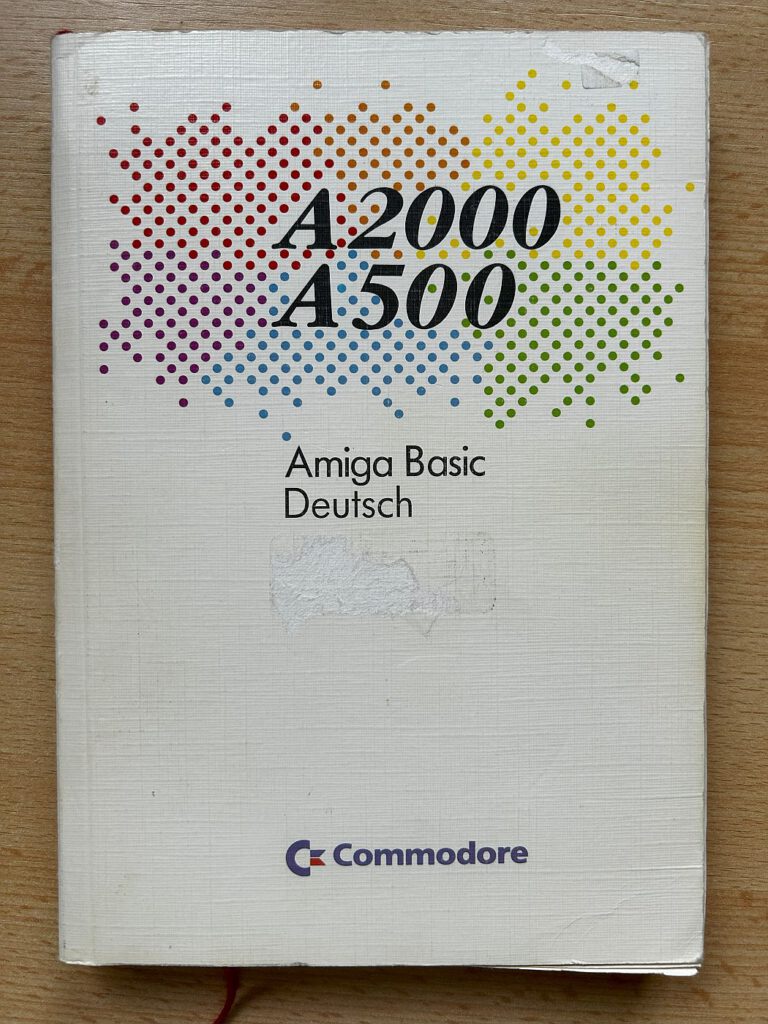 A2000
A500
Amiga Basic
Deutsch
Commodore